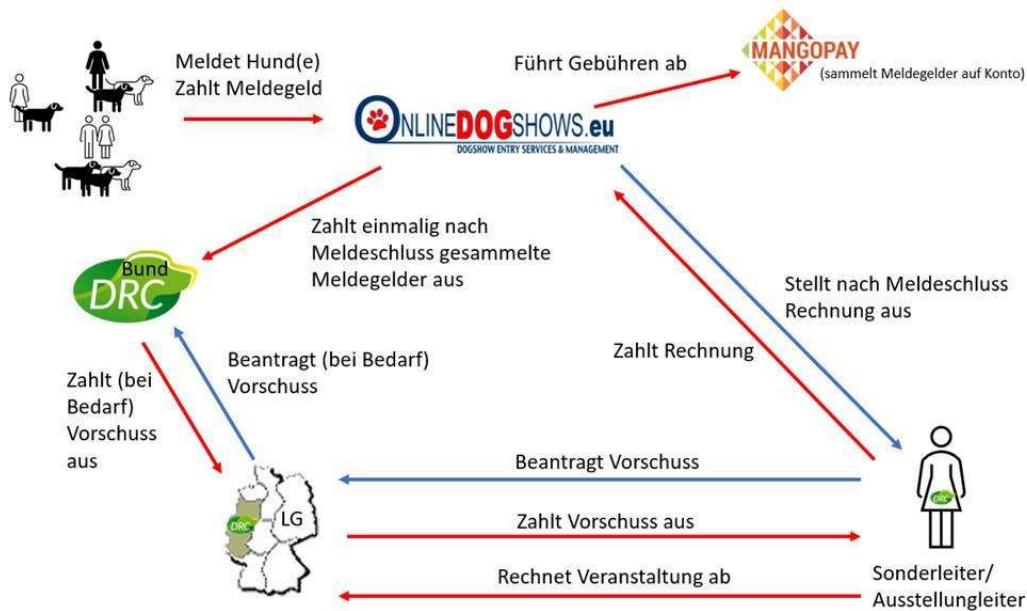 Meldet Hund(e)
Zahlt Meldegeld
Führt Gebühren ab
MANGOPAY
(sammelt Meldegelder auf Konto)
ONLINEDOGSHOWS.eu
DOGSHOW ENTRY SERVICES & MANAGEMENT
Zahlt einmalig nach
Meldeschluss gesammelte
Meldegelder aus
Bund
DRC
Stellt nach Meldeschluss
Rechnung aus
Zahlt Rechnung
Beantragt (bei Bedarf)
Vorschuss
Zahlt (bei
Bedarf)
Vorschuss
aus
Beantragt Vorschuss
LG
DRC
Zahlt Vorschuss aus
DRC
Rechnet Veranstaltung ab
Sonderleiter/
Ausstellungleiter